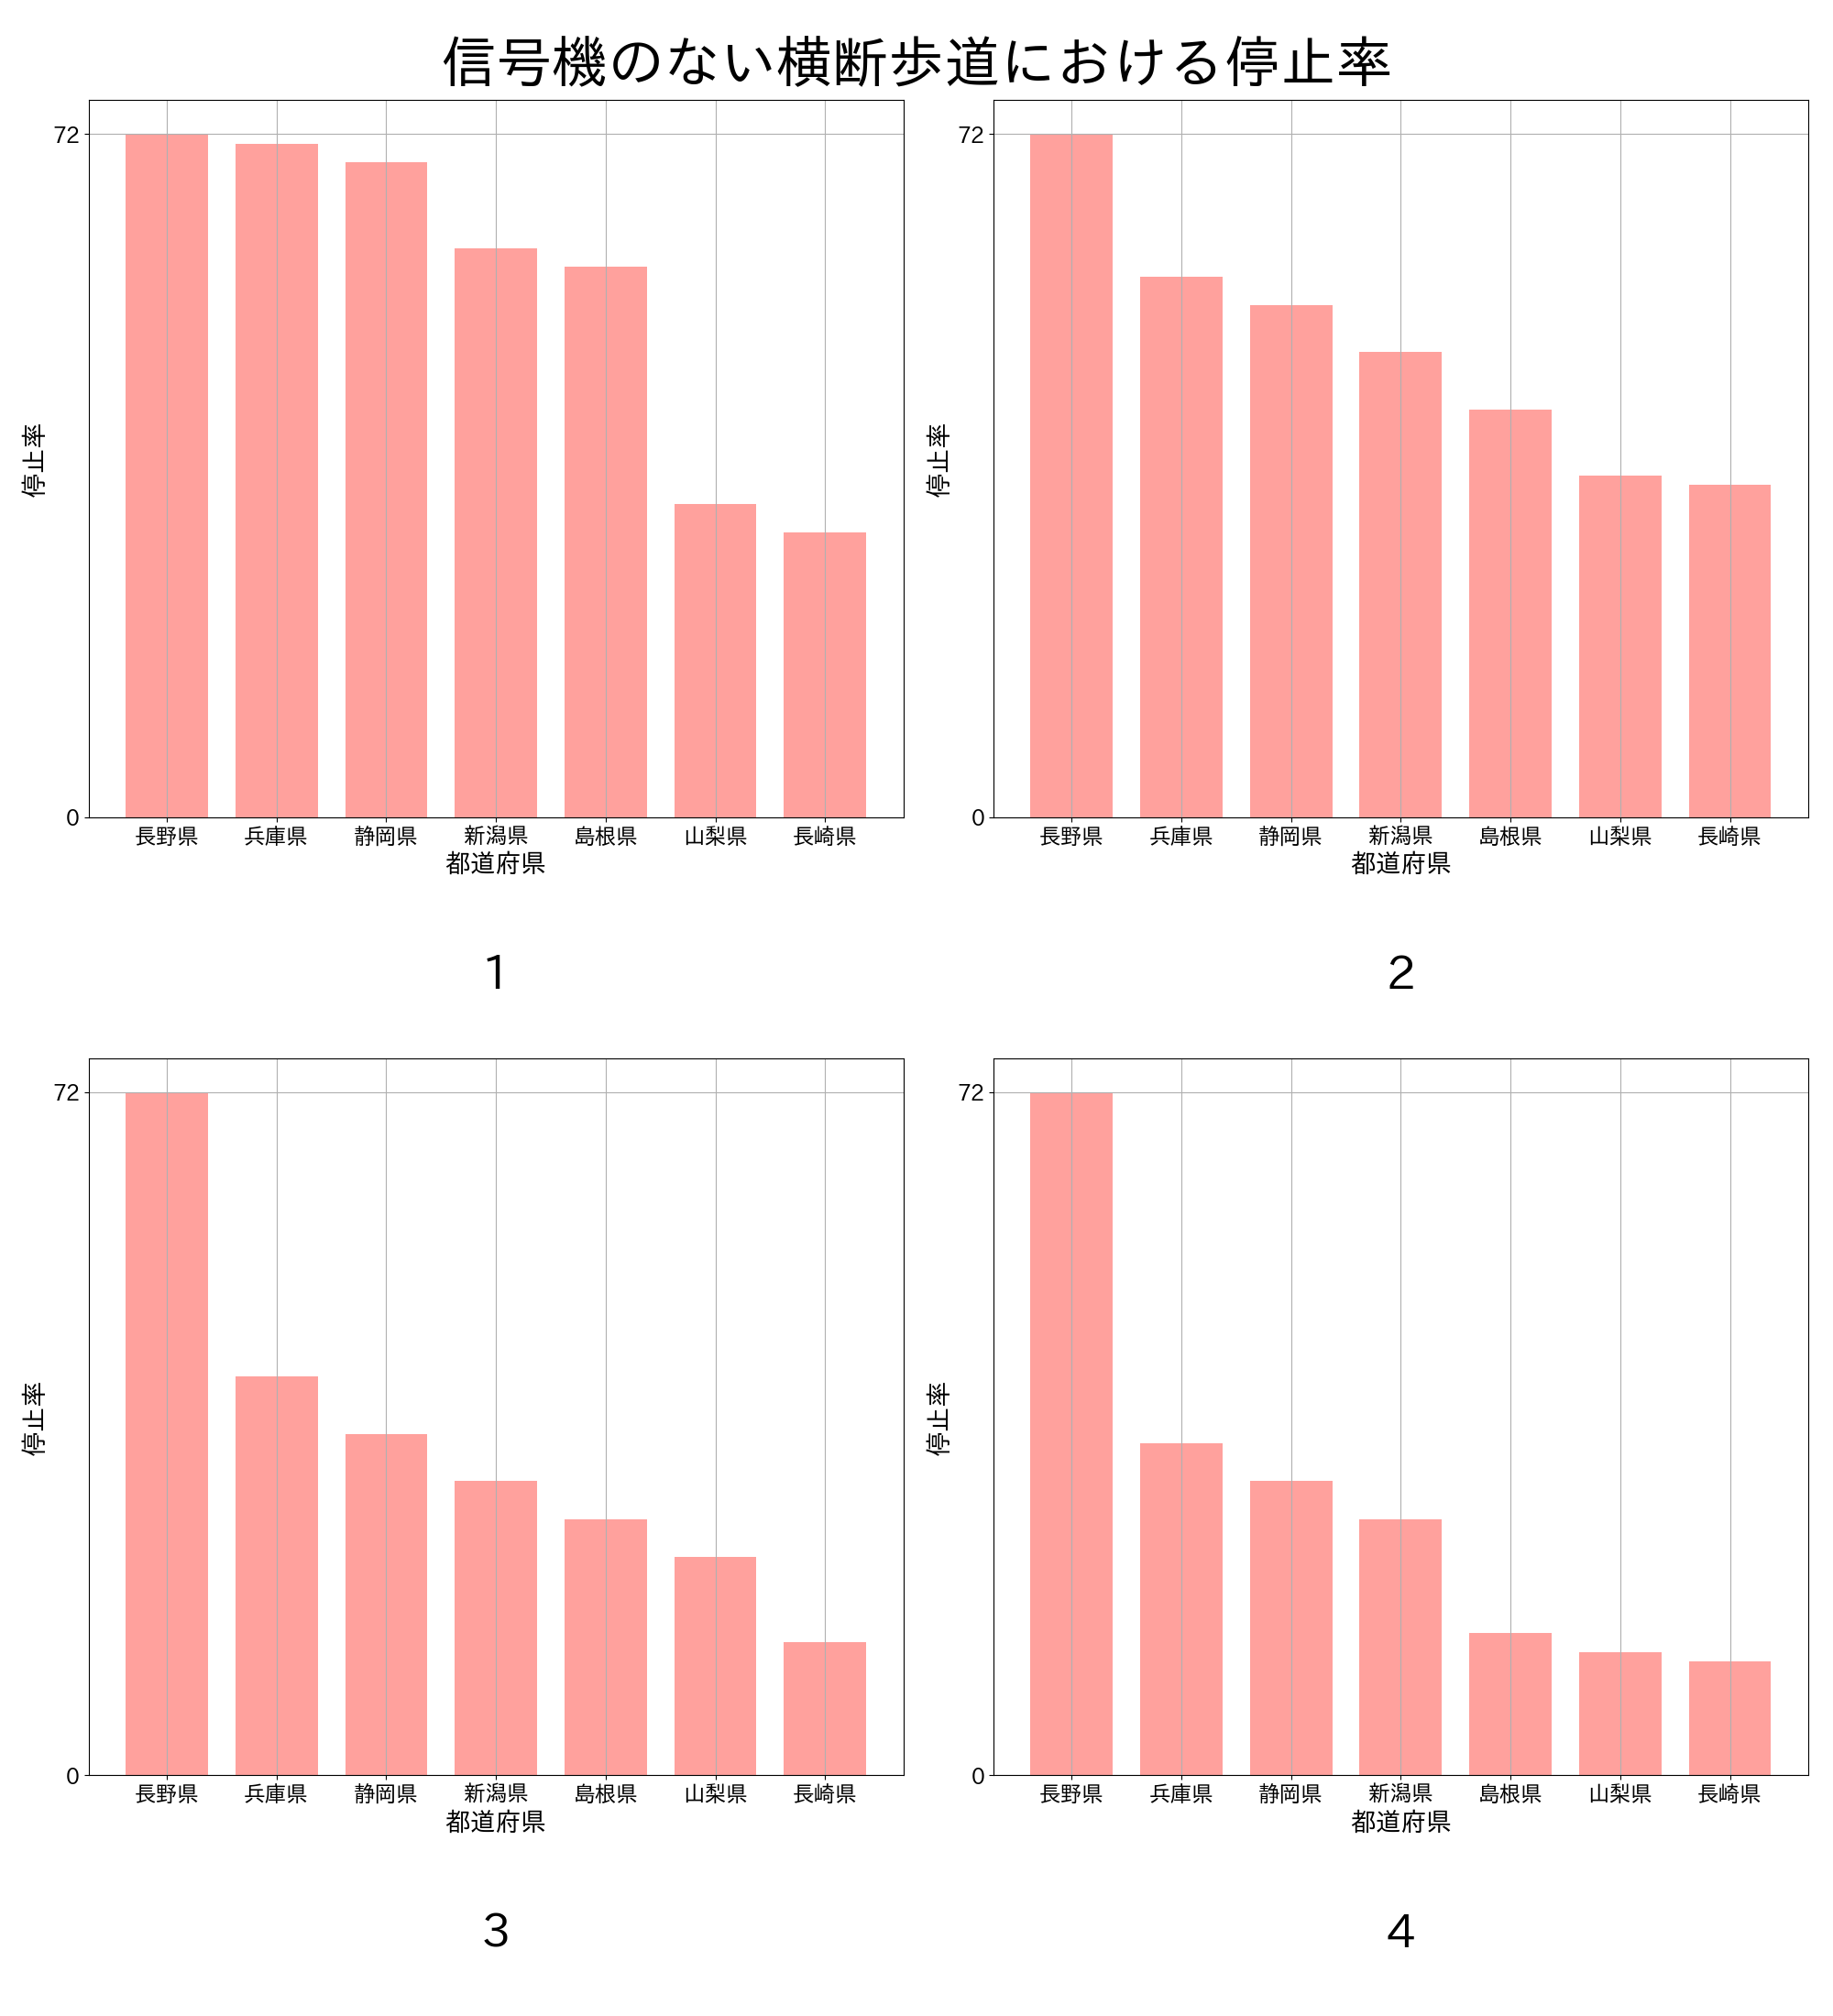 信号機のない横断歩道における停止率
72
0
停止率
長野県 兵庫県 静岡県 新潟県 島根県 山梨県 長崎県
都道府県
1
72
0
停止率
長野県 兵庫県 静岡県 新潟県 島根県 山梨県 長崎県
都道府県
2
72
0
停止率
長野県 兵庫県 静岡県 新潟県 島根県 山梨県 長崎県
都道府県
3
72
0
停止率
長野県 兵庫県 静岡県 新潟県 島根県 山梨県 長崎県
都道府県
4